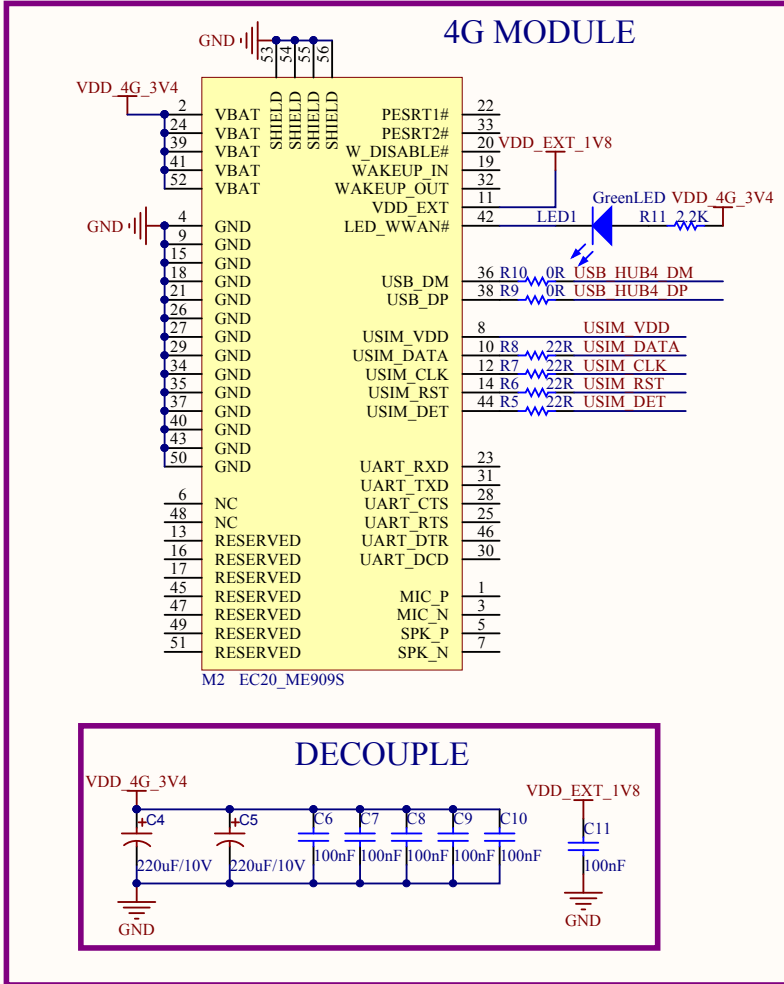 4G MODULE
GND
53 54 55 56
SHIELD SHIELD SHIELD SHIELD
VDD_4G_3V4
2 VBAT
24 VBAT
39 VBAT
41 VBAT
52 VBAT
4 GND
GND
9 GND
15 GND
18 GND
21 GND
26 GND
27 GND
29 GND
34 GND
35 GND
37 GND
40 GND
43 GND
50 GND
6 NC
48 NC
13 RESERVED
16 RESERVED
17 RESERVED
45 RESERVED
47 RESERVED
49 RESERVED
51 RESERVED
PESRT1# 22
PESRT2# 33
W_DISABLE# 20
WAKEUP_IN 19
WAKEUP_OUT 32
VDD_EXT 11
VDD_EXT_1V8
LED_WWAN# 42
LED1
GreenLED
R11 2.2K
VDD_4G_3V4
USB_DM 36 R10 0R USB_HUB4_DM
USB_DP 38 R9 0R USB_HUB4_DP
USIM_VDD 8 USIM_VDD
USIM_DATA 10 R8 22R USIM_DATA
USIM_CLK 12 R7 22R USIM_CLK
USIM_RST 14 R6 22R USIM_RST
USIM_DET 44 R5 22R USIM_DET
UART_RXD 23
UART_TXD 31
UART_CTS 28
UART_RTS 25
UART_DTR 46
UART_DCD 30
MIC_P 1
MIC_N 3
SPK_P 5
SPK_N 7
M2 EC20_ME909S
DECOUPLE
VDD_4G_3V4
VDD_EXT_1V8
+C4 +C5 C6 C7 C8 C9 C10 C11
220uF/10V 220uF/10V 100nF 100nF 100nF 100nF 100nF 100nF
GND
GND